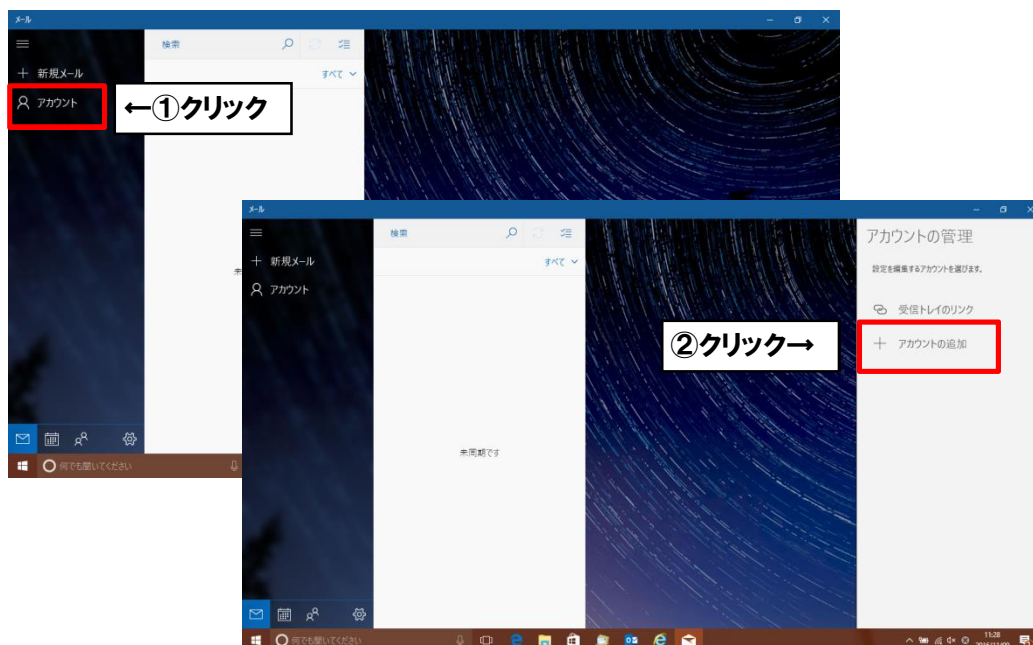 メール
検索
＋ 新規メール
すべて
アカウント
←①クリック
何でも聞いてください
メール
検索
アカウントの管理
＋ 新規メール
すべて
設定を編集するアカウントを選びます。
アカウント
受信トレイのリンク
②クリック→
＋ アカウントの追加
未同期です
何でも聞いてください
11:28